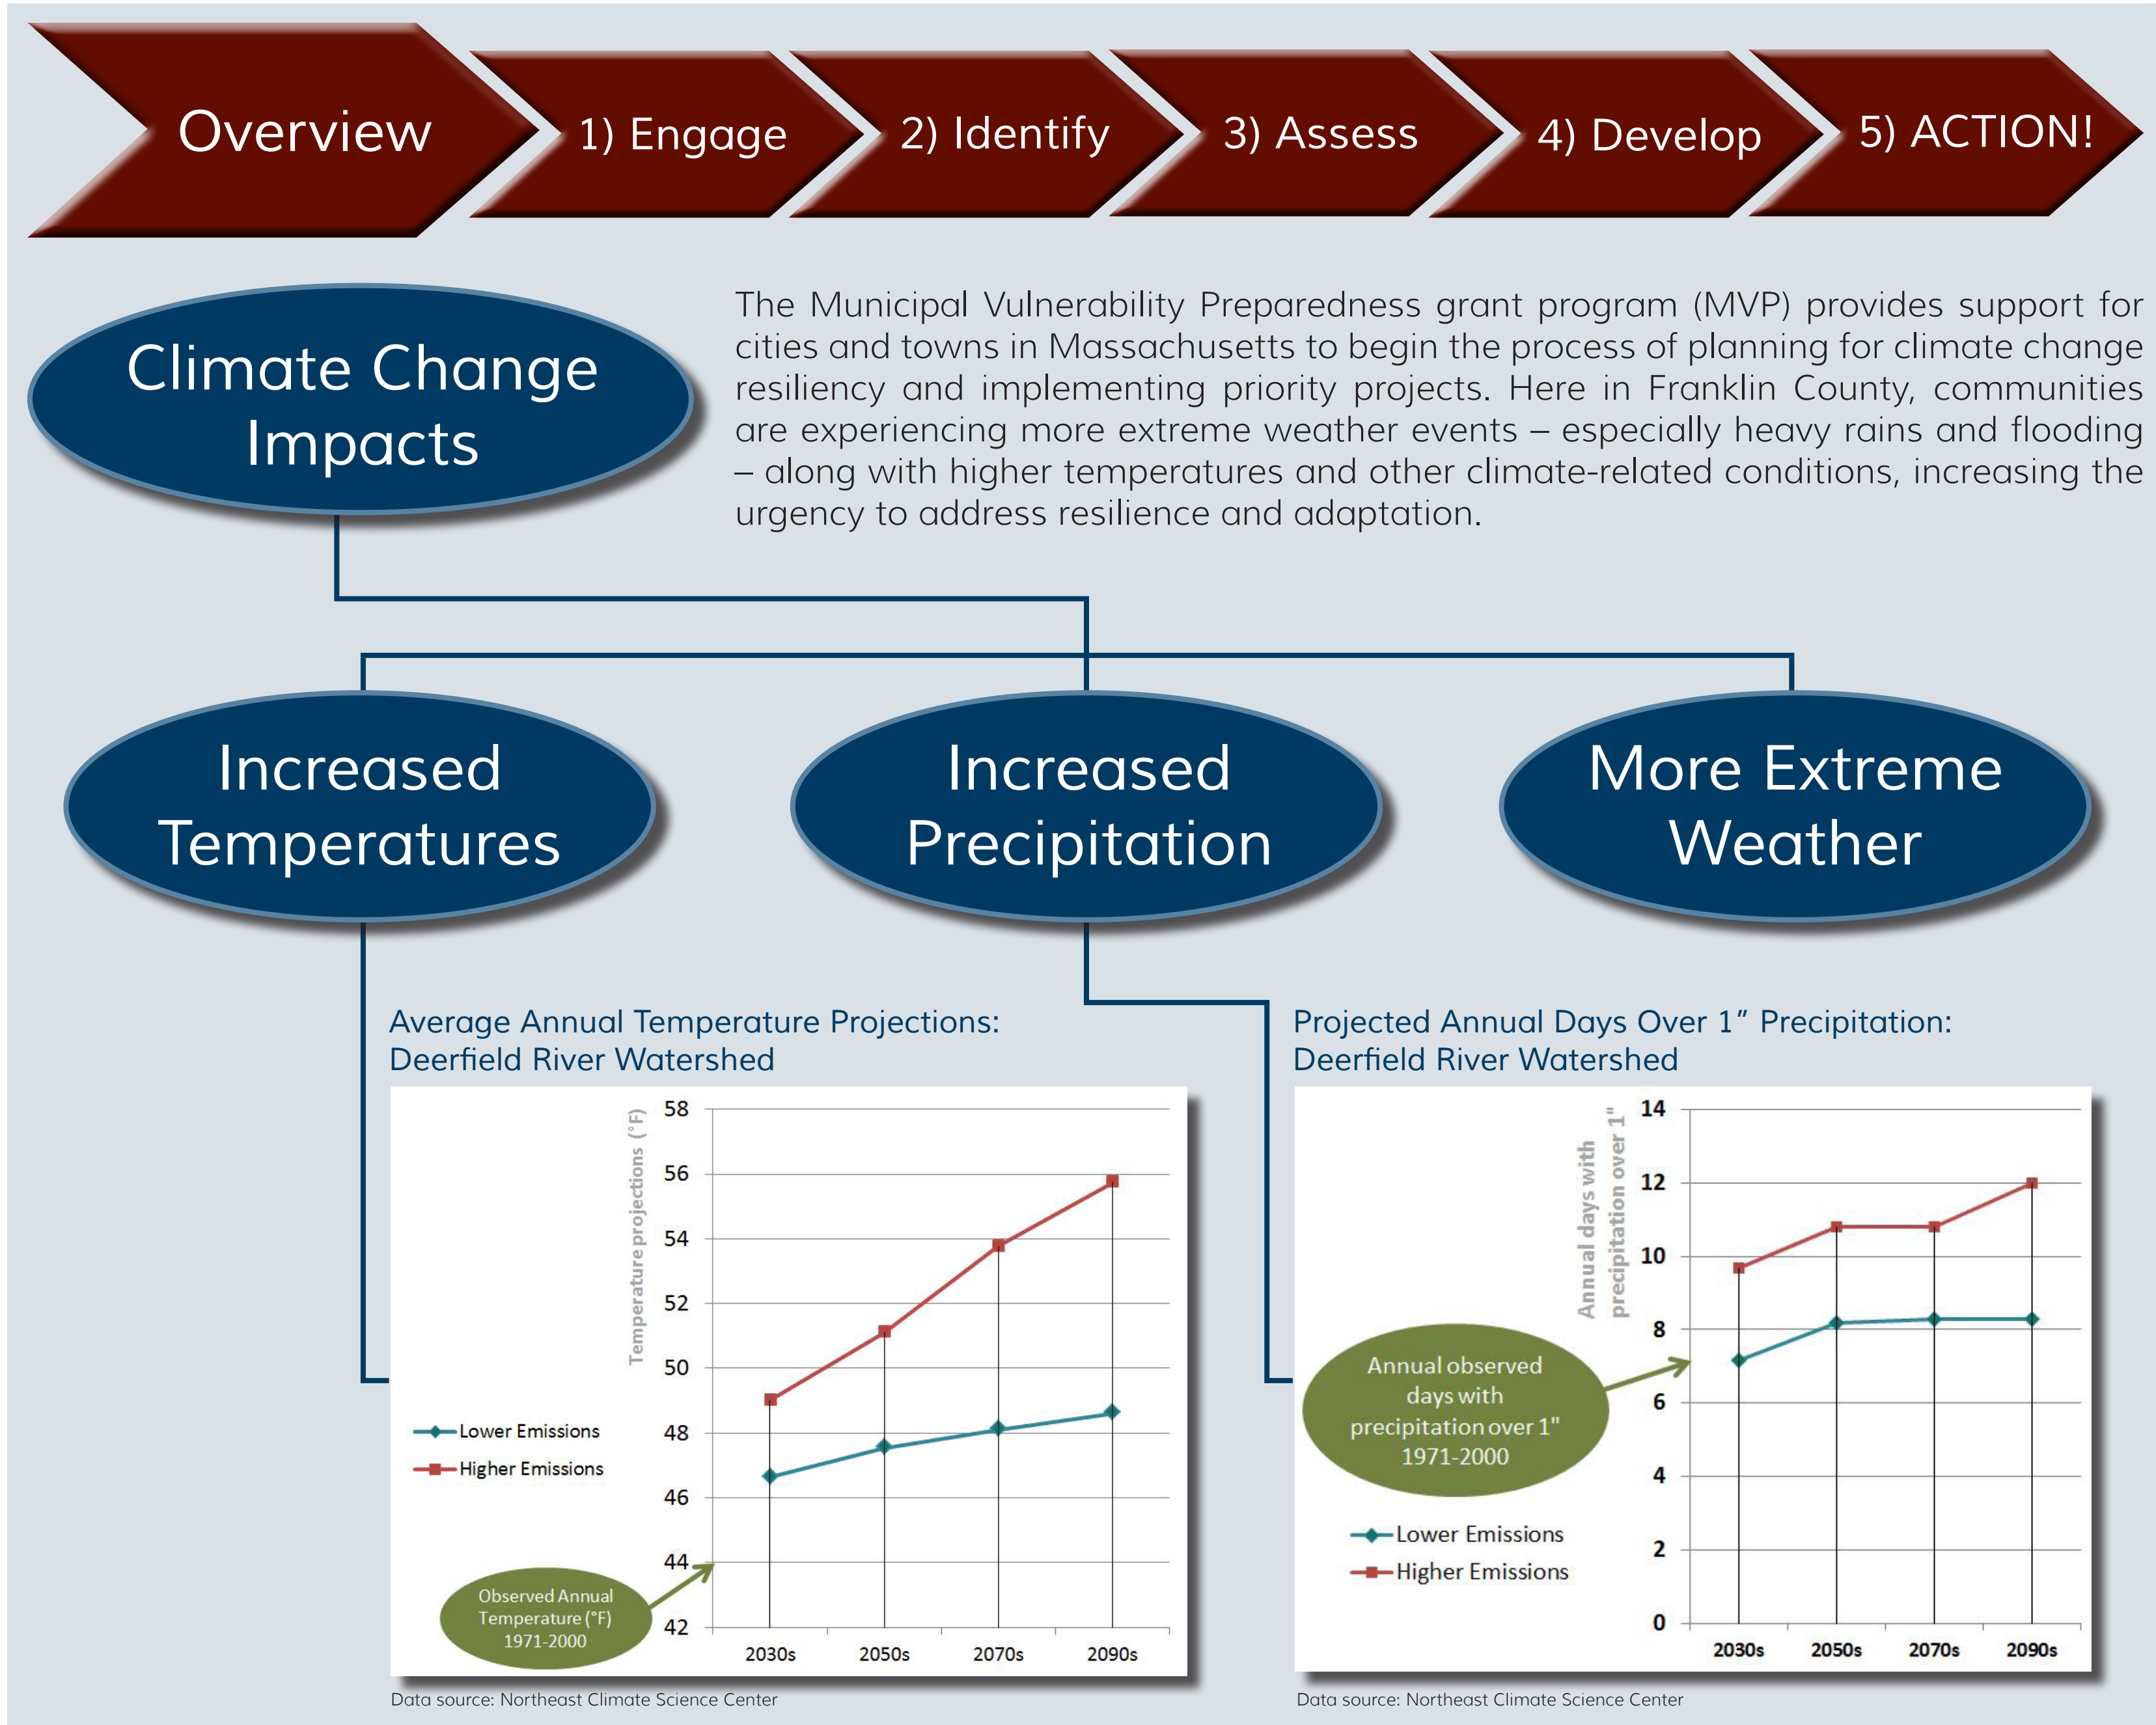 Overview
1) Engage
2) Identify
3) Assess
4) Develop
5) ACTION!
Climate Change
Impacts
The Municipal Vulnerability Preparedness grant program (MVP) provides support for
cities and towns in Massachusetts to begin the process of planning for climate change
resiliency and implementing priority projects. Here in Franklin County, communities
are experiencing more extreme weather events – especially heavy rains and flooding
– along with higher temperatures and other climate-related conditions, increasing the
urgency to address resilience and adaptation.
Increased
Temperatures
Increased
Precipitation
More Extreme
Weather
Average Annual Temperature Projections:
Deerfield River Watershed
Temperature projections (°F)
58
56
54
52
50
48
46
44
42
Lower Emissions
Higher Emissions
Observed Annual
Temperature (°F)
1971-2000
2030s 2050s 2070s 2090s
Data source: Northeast Climate Science Center
Projected Annual Days Over 1” Precipitation:
Deerfield River Watershed
Annual days with
precipitation over 1"
14
12
10
8
6
4
2
0
Annual observed
days with
precipitation over 1"
1971-2000
Lower Emissions
Higher Emissions
2030s 2050s 2070s 2090s
Data source: Northeast Climate Science Center